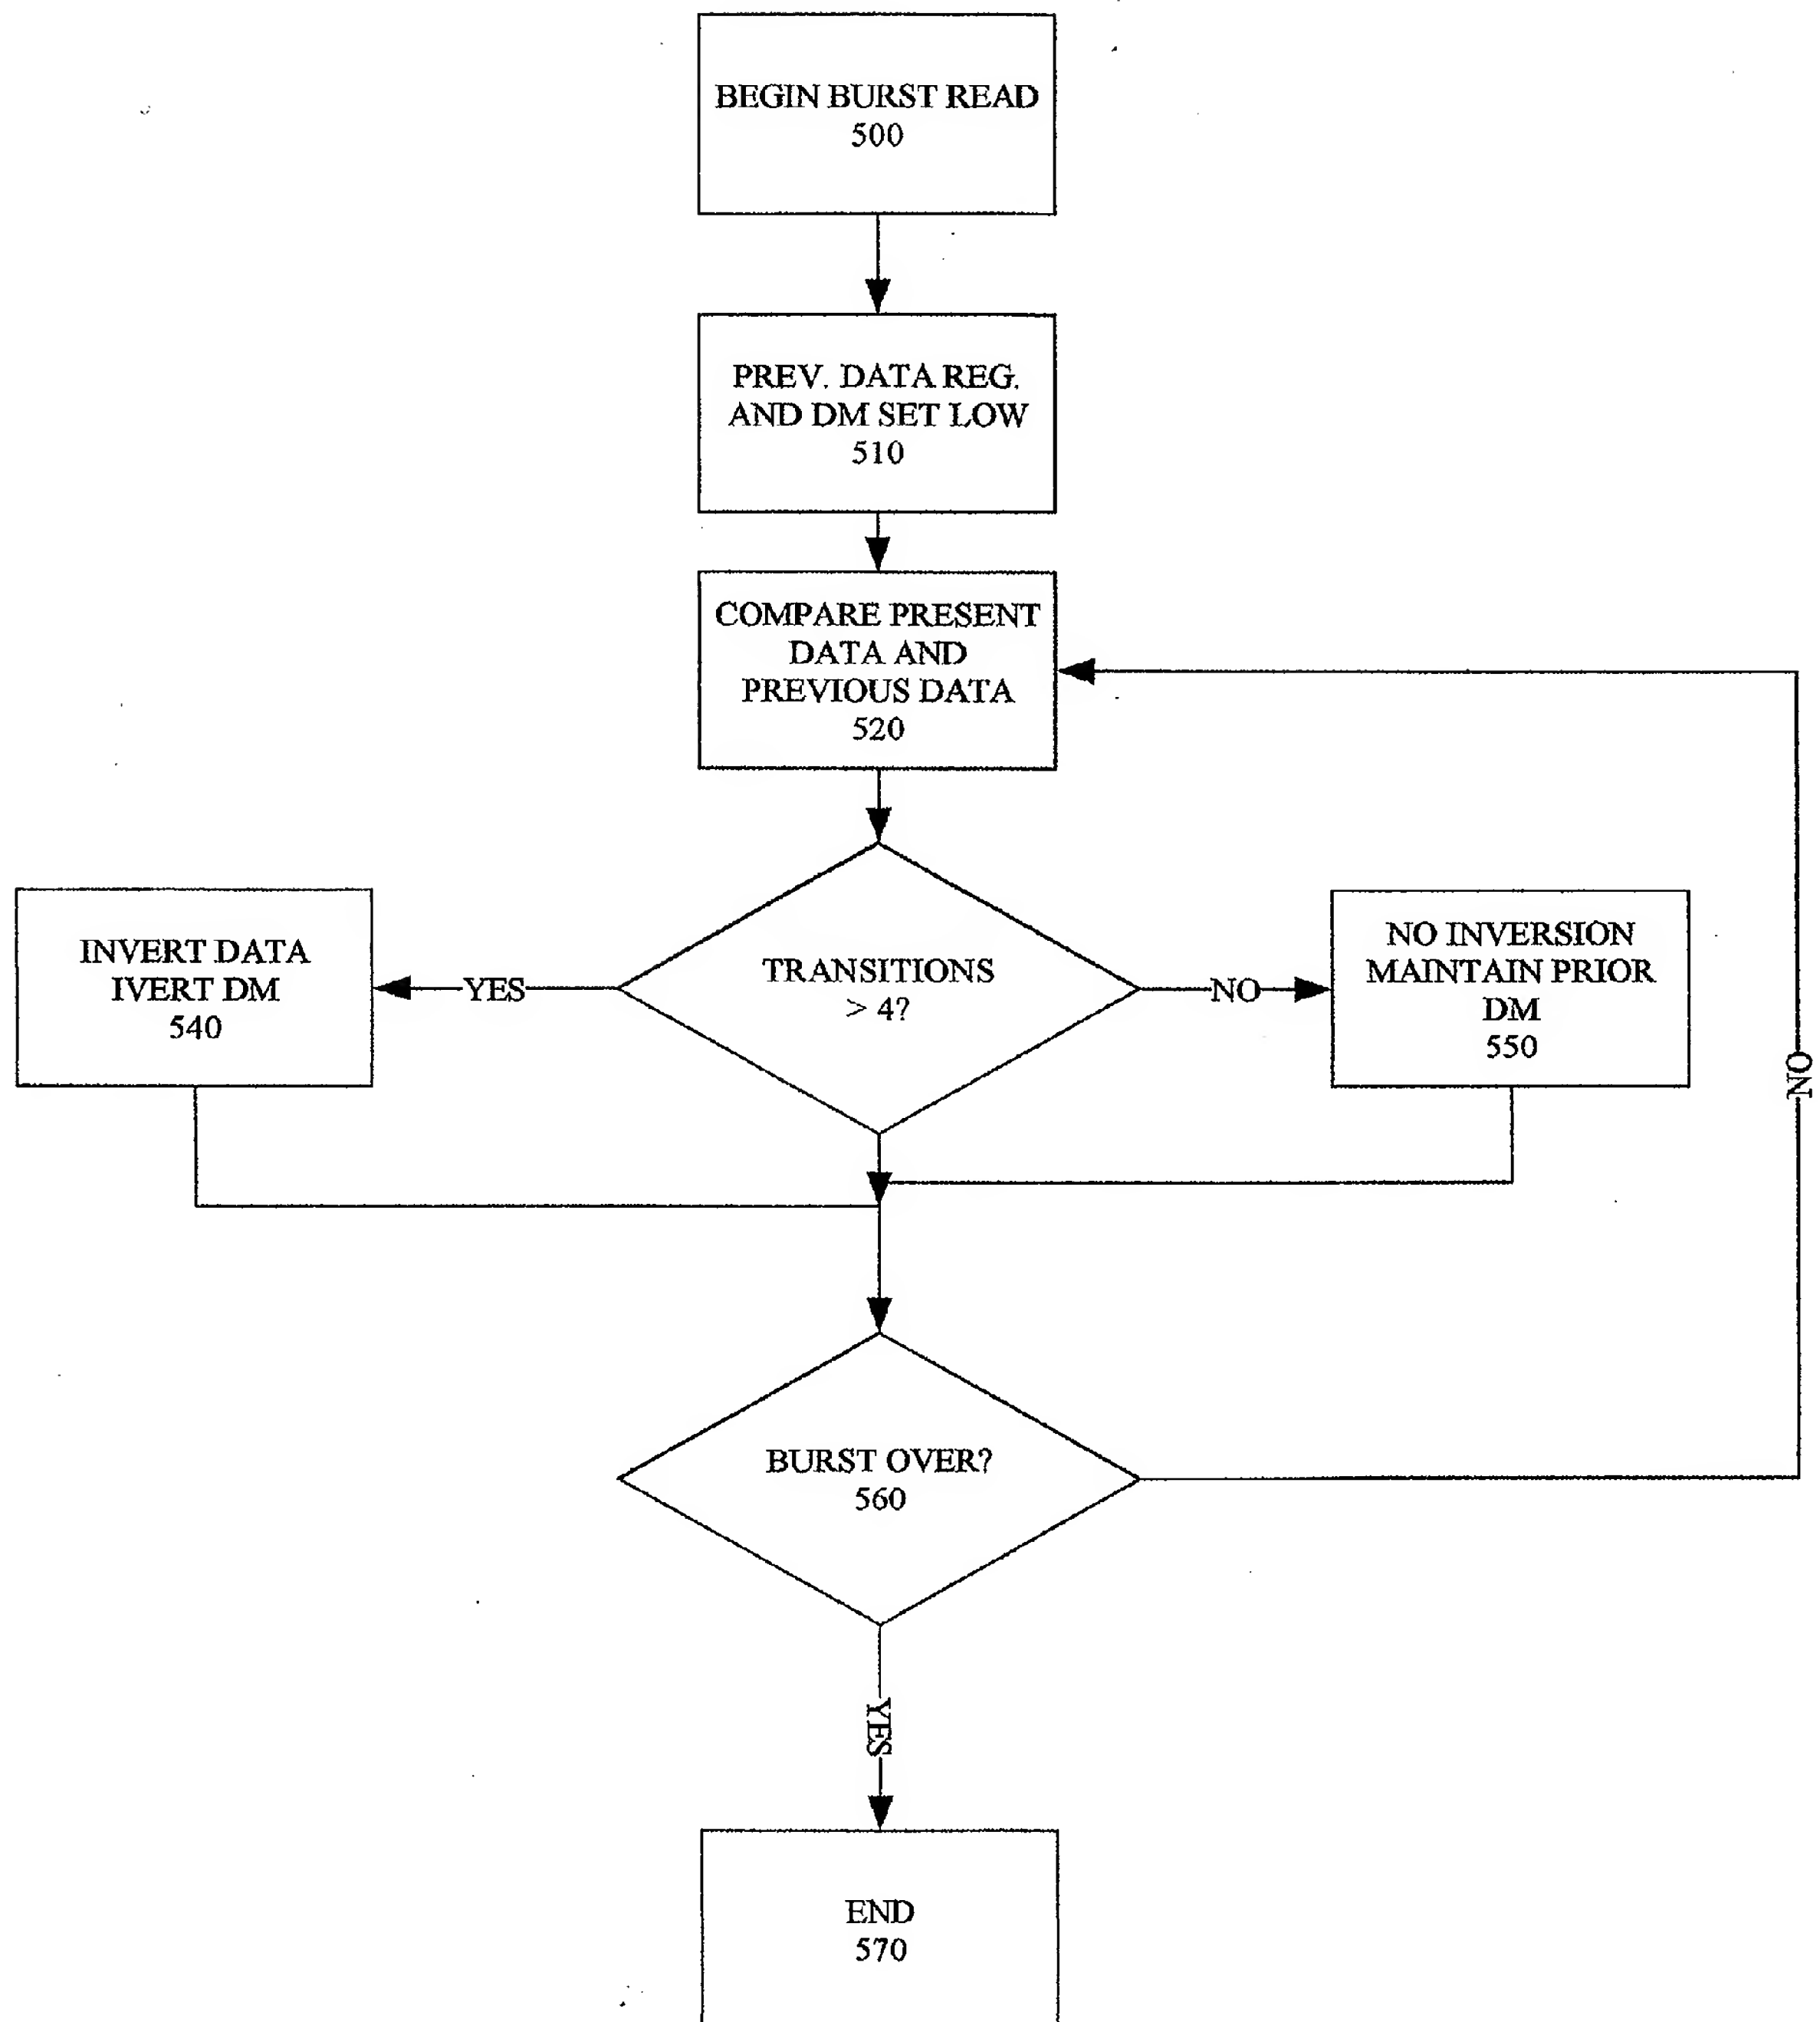 BEGIN BURST READ
500
PREV. DATA REG.
AND DM SET LOW
510
COMPARE PRESENT
DATA AND
PREVIOUS DATA
520
INVERT DATA
IVERT DM
540
YES
TRANSITIONS
> 4?
NO
NO INVERSION
MAINTAIN PRIOR
DM
550
NO
BURST OVER?
560
YES
END
570